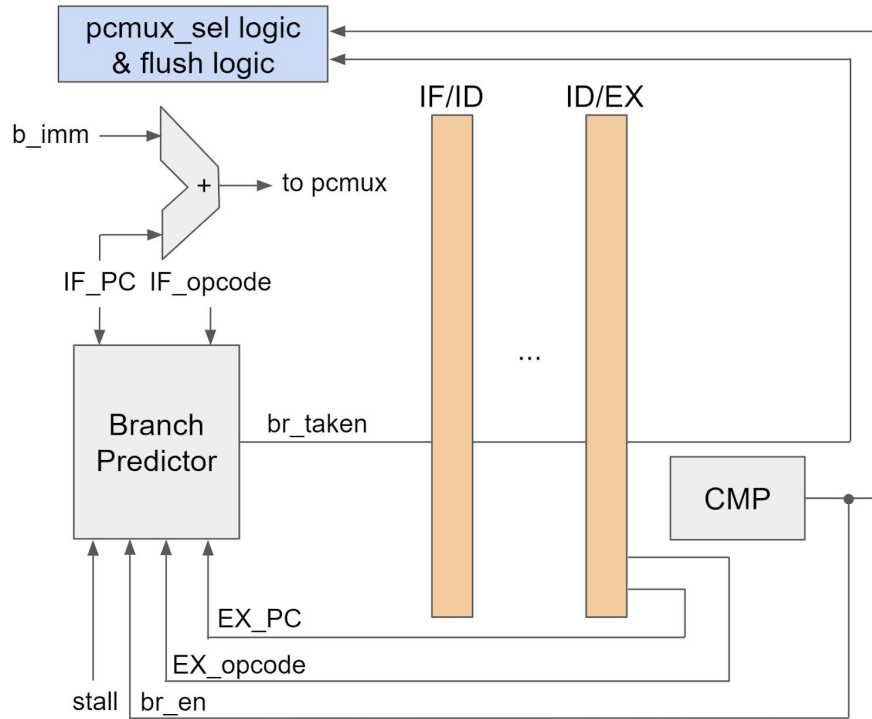 pcmux_sel logic
& flush logic
IF/ID
ID/EX
b_imm
+
to pcmux
IF_PC
IF_opcode
...
Branch
Predictor
br_taken
CMP
EX_PC
EX_opcode
stall
br_en